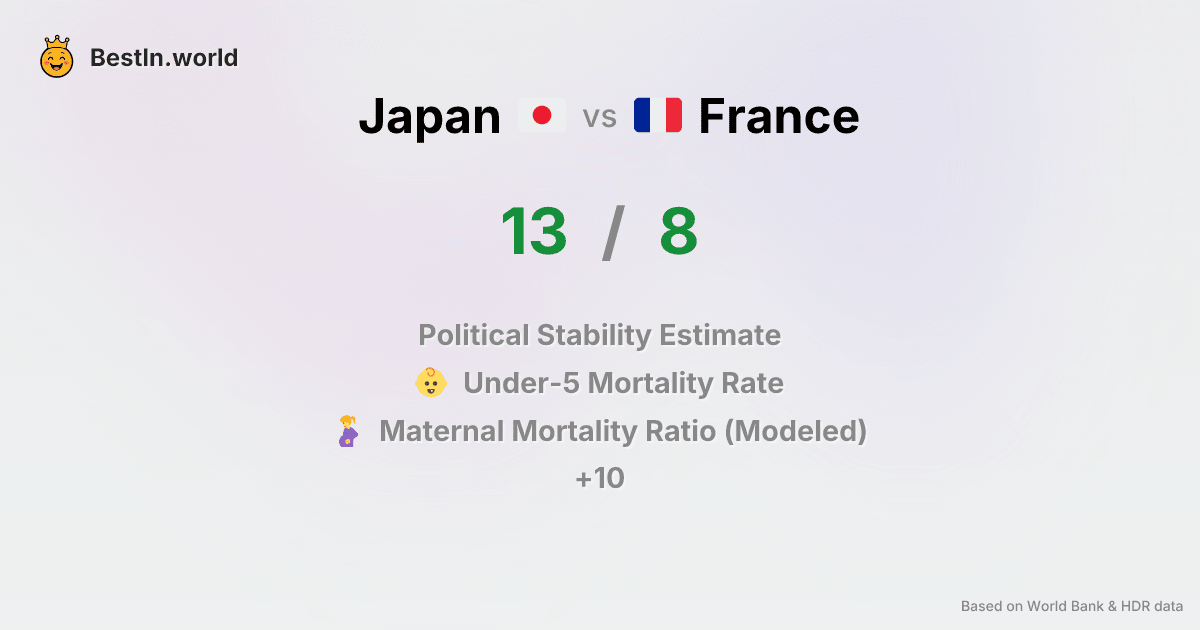 BestIn.world
Japan vs France
13 / 8
Political Stability Estimate
Under-5 Mortality Rate
Maternal Mortality Ratio (Modeled)
+10
Based on World Bank & HDR data